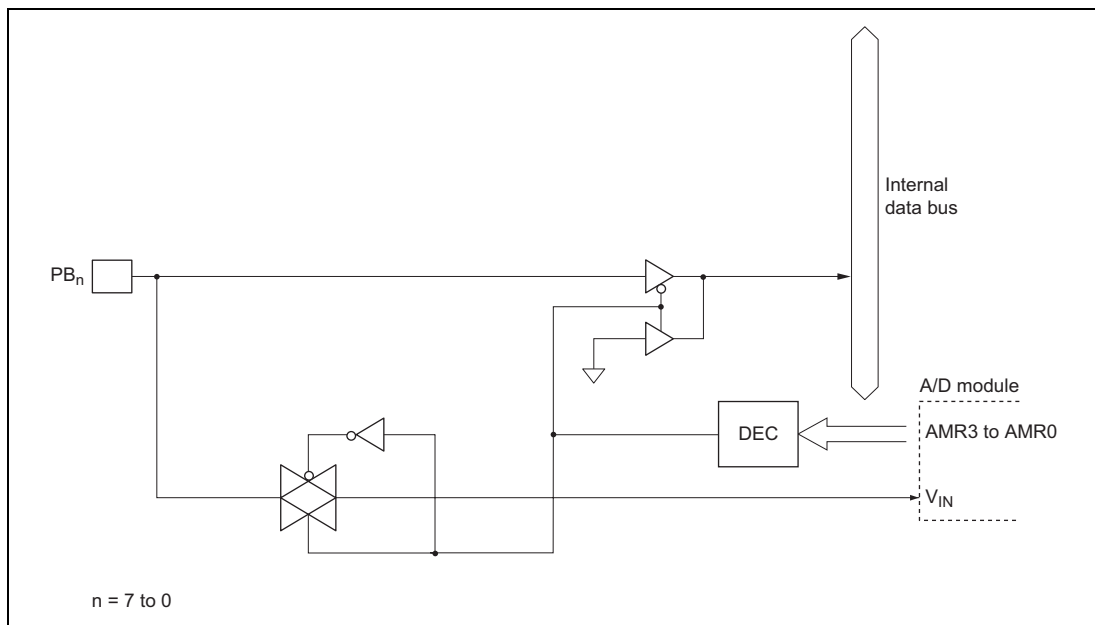 Internal
data bus
PBn
A/D module
DEC
AMR3 to AMR0
VIN
n = 7 to 0